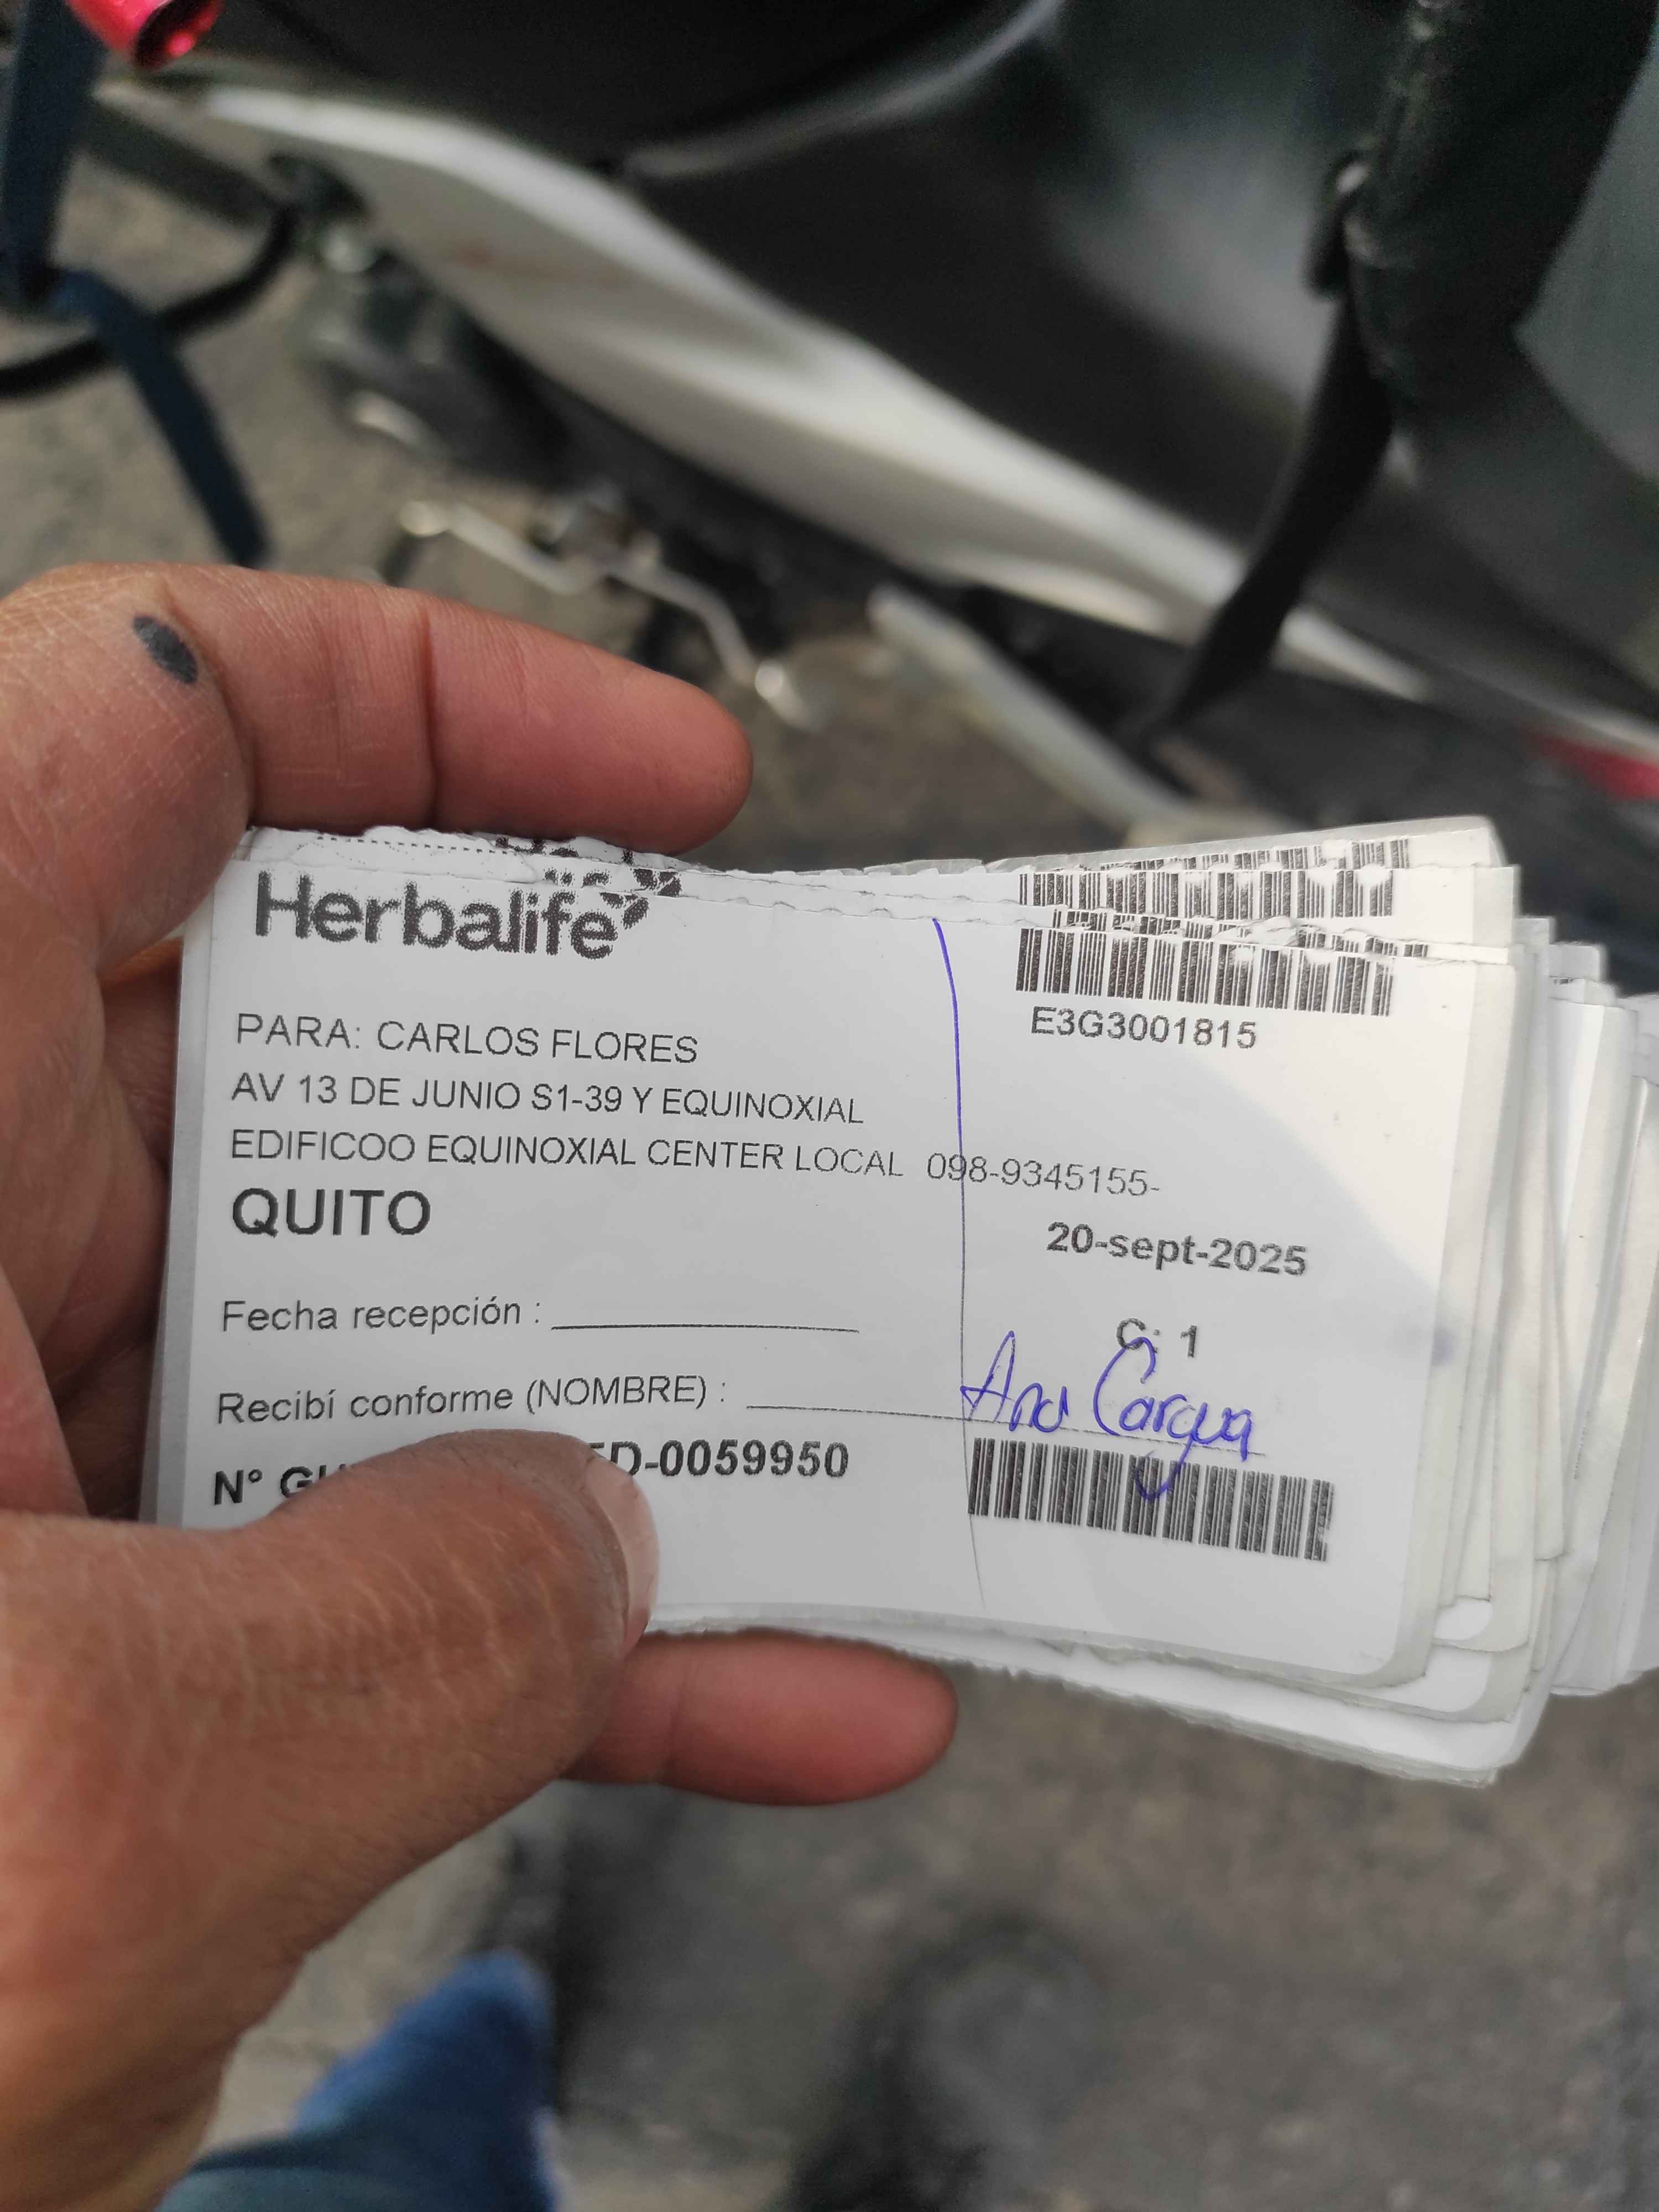 Herbalife
E3G3001815
PARA: CARLOS FLORES
AV 13 DE JUNIO S1-39 Y EQUINOXIAL
EDIFICOO EQUINOXIAL CENTER LOCAL 098-9345155-
QUITO
20-sept-2025
Fecha recepción :
C: 1
Recibí conforme (NOMBRE) : Ana Cargua
N° D-0059950